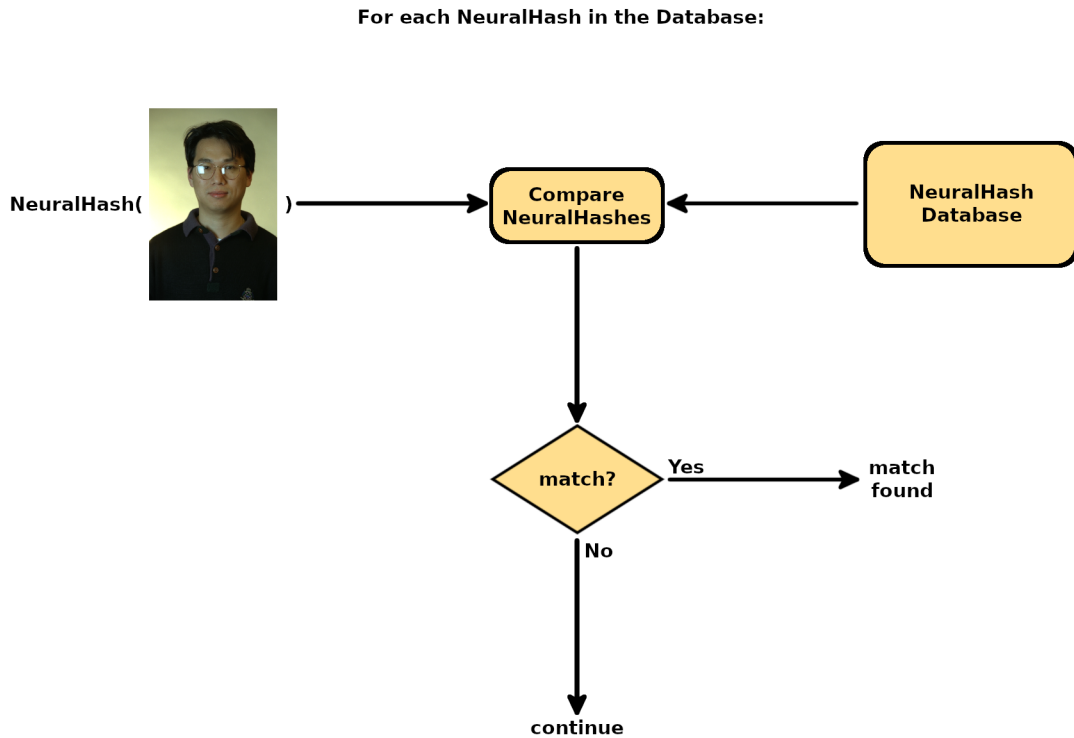 For each NeuralHash in the Database:
NeuralHash(
)
Compare
NeuralHashes
NeuralHash
Database
match?
Yes
match
found
No
continue